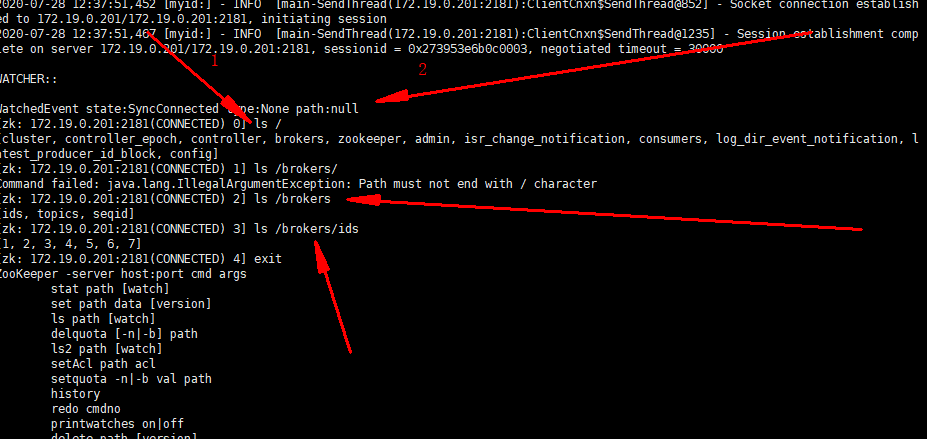 2020-07-28 12:37:51,452 [myid:] - INFO  [main-SendThread(172.19.0.201:2181):ClientCnxn$SendThread@852] - Socket connection establish
ed to 172.19.0.201/172.19.0.201:2181, initiating session
2020-07-28 12:37:51,467 [myid:] - INFO  [main-SendThread(172.19.0.201:2181):ClientCnxn$SendThread@1235] - Session establishment comp
lete on server 172.19.0.201/172.19.0.201:2181, sessionid = 0x273953e6b0c0003, negotiated timeout = 30000
1
2
WATCHER::
WatchedEvent state:SyncConnected type:None path:null
[zk: 172.19.0.201:2181(CONNECTED) 0] ls /
[cluster, controller_epoch, controller, brokers, zookeeper, admin, isr_change_notification, consumers, log_dir_event_notification, l
atest_producer_id_block, config]
[zk: 172.19.0.201:2181(CONNECTED) 1] ls /brokers/
Command failed: java.lang.IllegalArgumentException: Path must not end with / character
[zk: 172.19.0.201:2181(CONNECTED) 2] ls /brokers
[ids, topics, seqid]
[zk: 172.19.0.201:2181(CONNECTED) 3] ls /brokers/ids
[1, 2, 3, 4, 5, 6, 7]
[zk: 172.19.0.201:2181(CONNECTED) 4] exit
ZooKeeper -server host:port cmd args
stat path [watch]
set path data [version]
ls path [watch]
delquota [-n|-b] path
ls2 path [watch]
setAcl path acl
setquota -n|-b val path
history
redo cmdno
printwatches on|off
delete path [version]